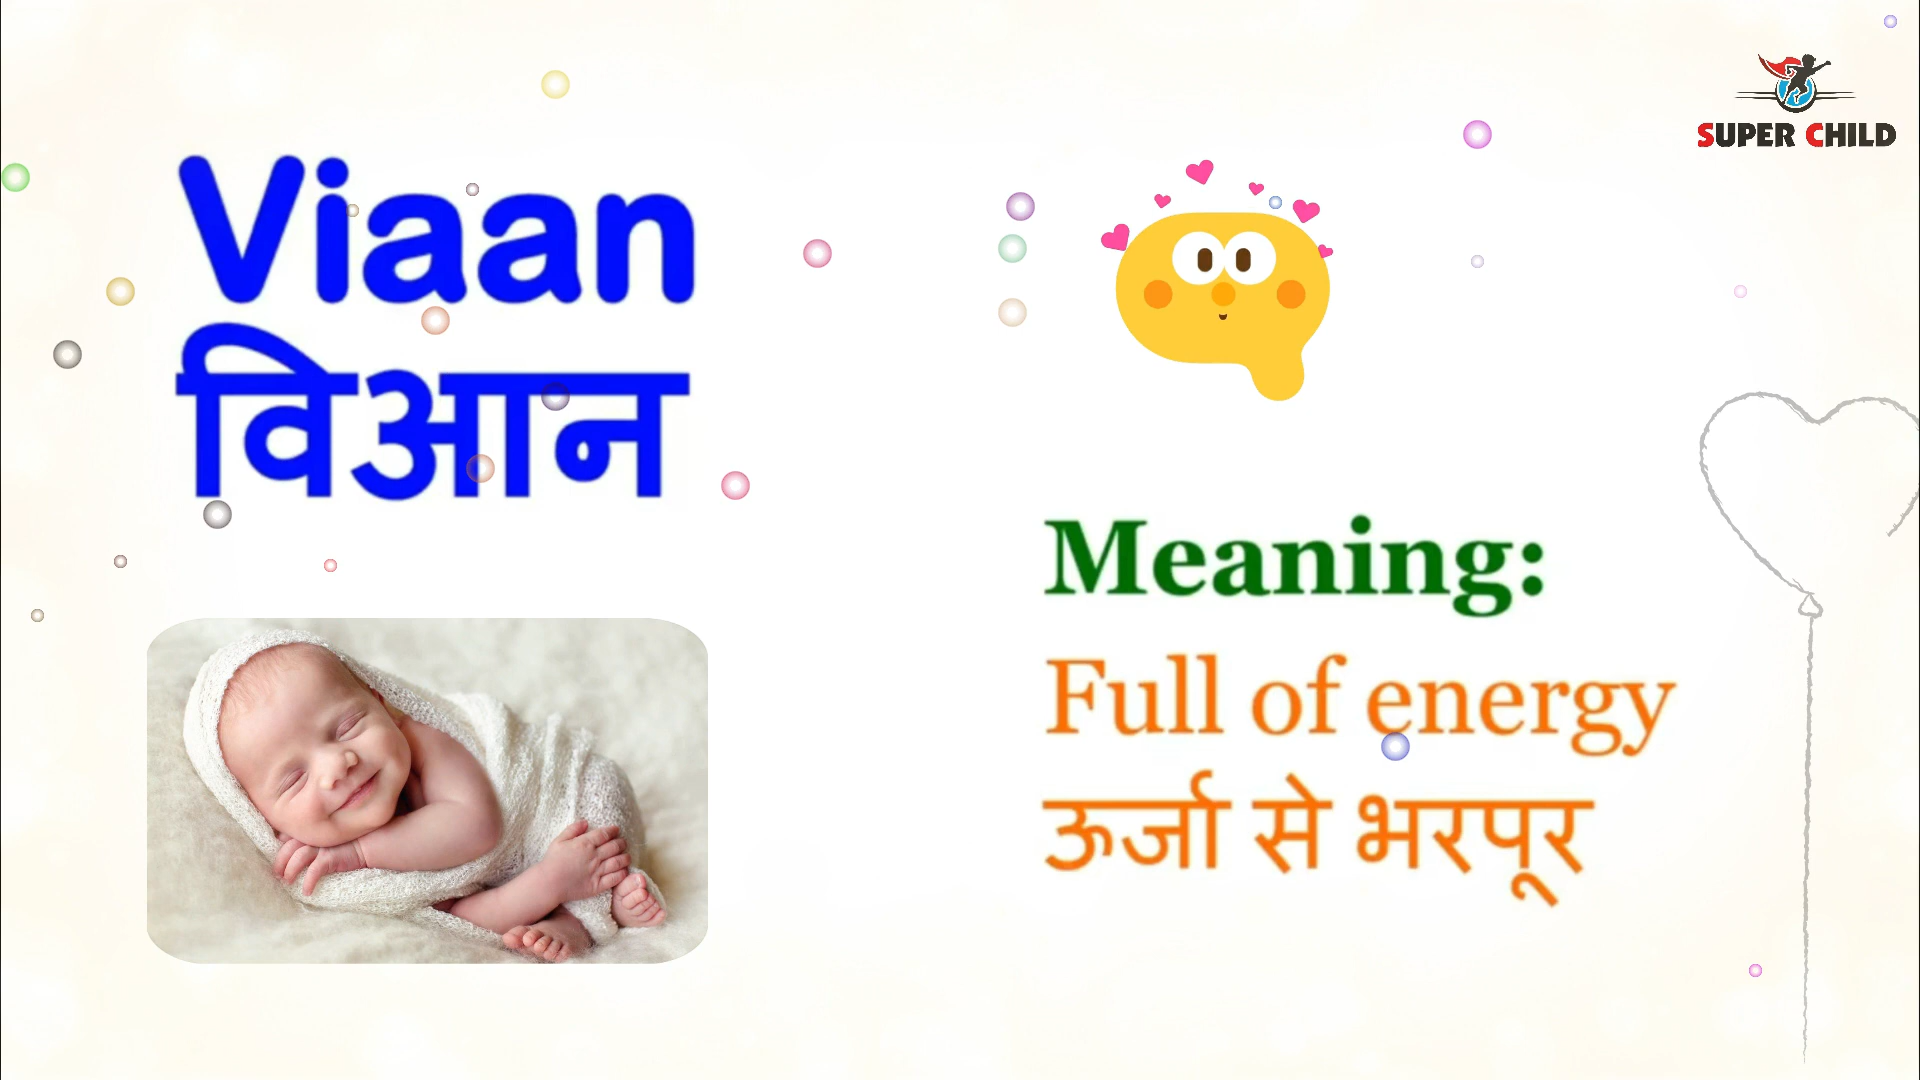 SUPER CHILD
Viaan
विआन
Meaning:
Full of energy
ऊर्जा से भरपूर